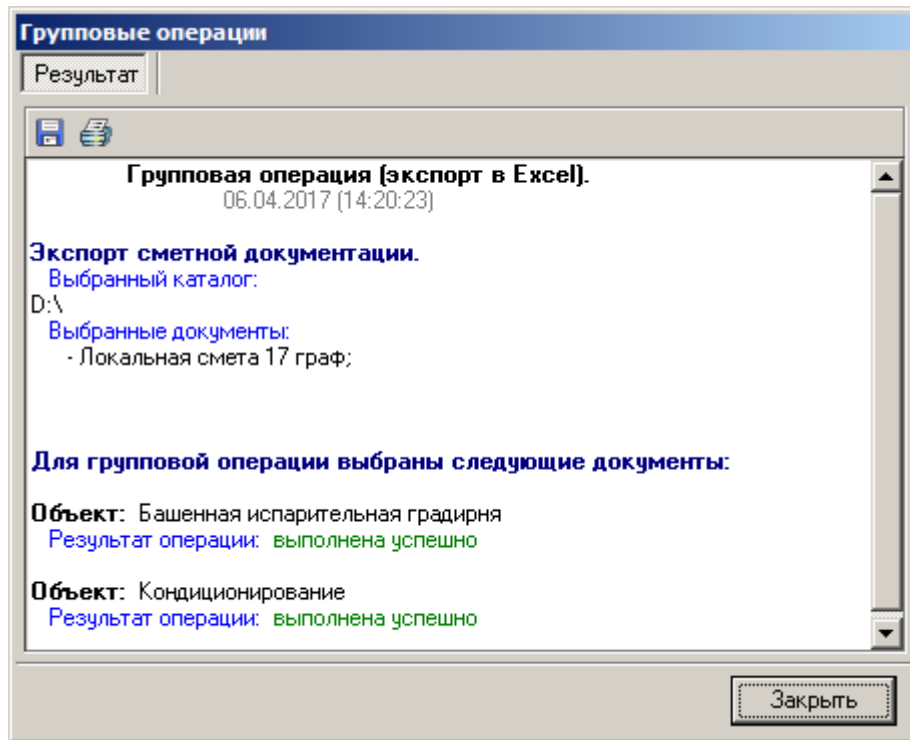 Групповые операции
Результат
Групповая операция (экспорт в Excel).
06.04.2017 (14:20:23)
Экспорт сметной документации.
Выбранный каталог:
D:\
Выбранные документы:
- Локальная смета 17 граф;
Для групповой операции выбраны следующие документы:
Объект: Башенная испарительная градирня
Результат операции: выполнена успешно
Объект: Кондиционирование
Результат операции: выполнена успешно
Закрыть